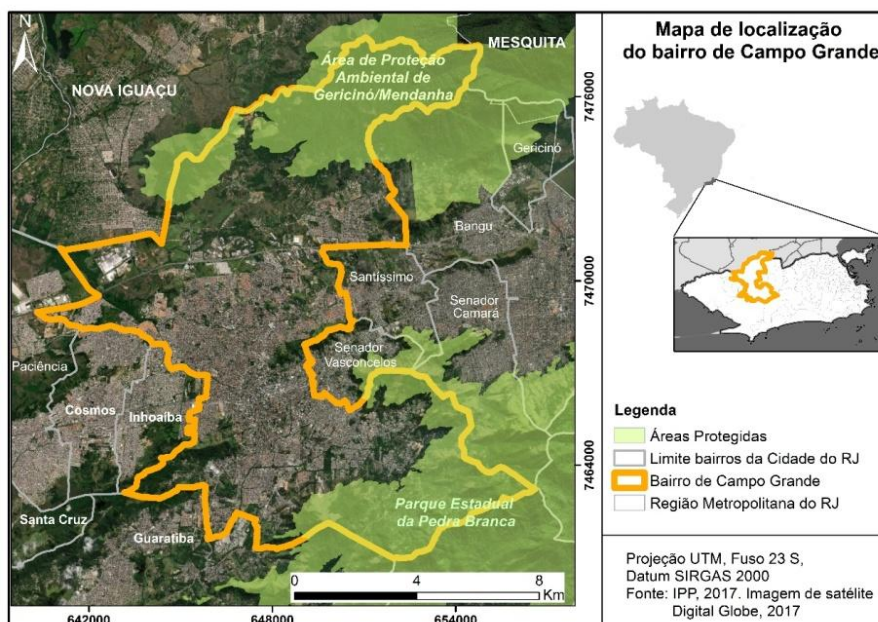 N
MESQUITA
Área de Proteção
Ambiental de
Gericinó/Mendanha
NOVA IGUAÇU
Gericinó
Bangu
Santíssimo
Senador
Camará
Senador
Vasconcelos
Paciência
Cosmos
Inhoaíba
Santa Cruz
Guaratiba
Parque Estadual
da Pedra Branca
0 4 8
Km
642000 648000 654000
7476000
7470000
7464000
Mapa de localização
do bairro de Campo Grande
Legenda
Áreas Protegidas
Limite bairros da Cidade do RJ
Bairro de Campo Grande
Região Metropolitana do RJ
Projeção UTM, Fuso 23 S,
Datum SIRGAS 2000
Fonte: IPP, 2017. Imagem de satélite
Digital Globe, 2017